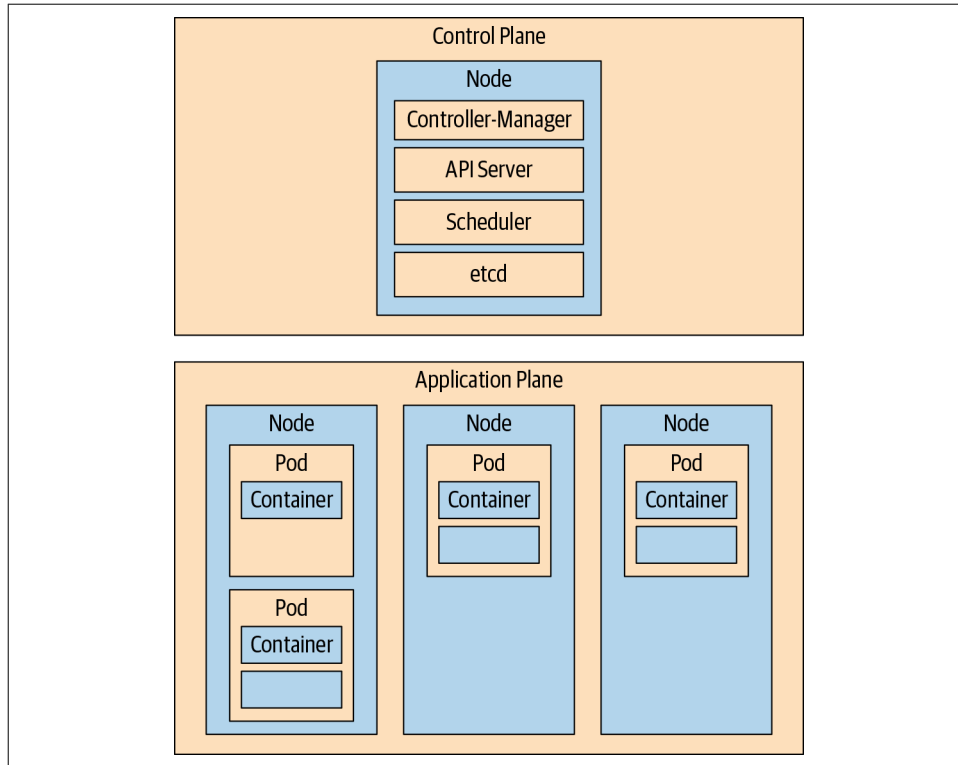 Control Plane
Node
Controller-Manager
API Server
Scheduler
etcd
Application Plane
Node
Pod
Container
Pod
Container
Node
Pod
Container
Node
Pod
Container